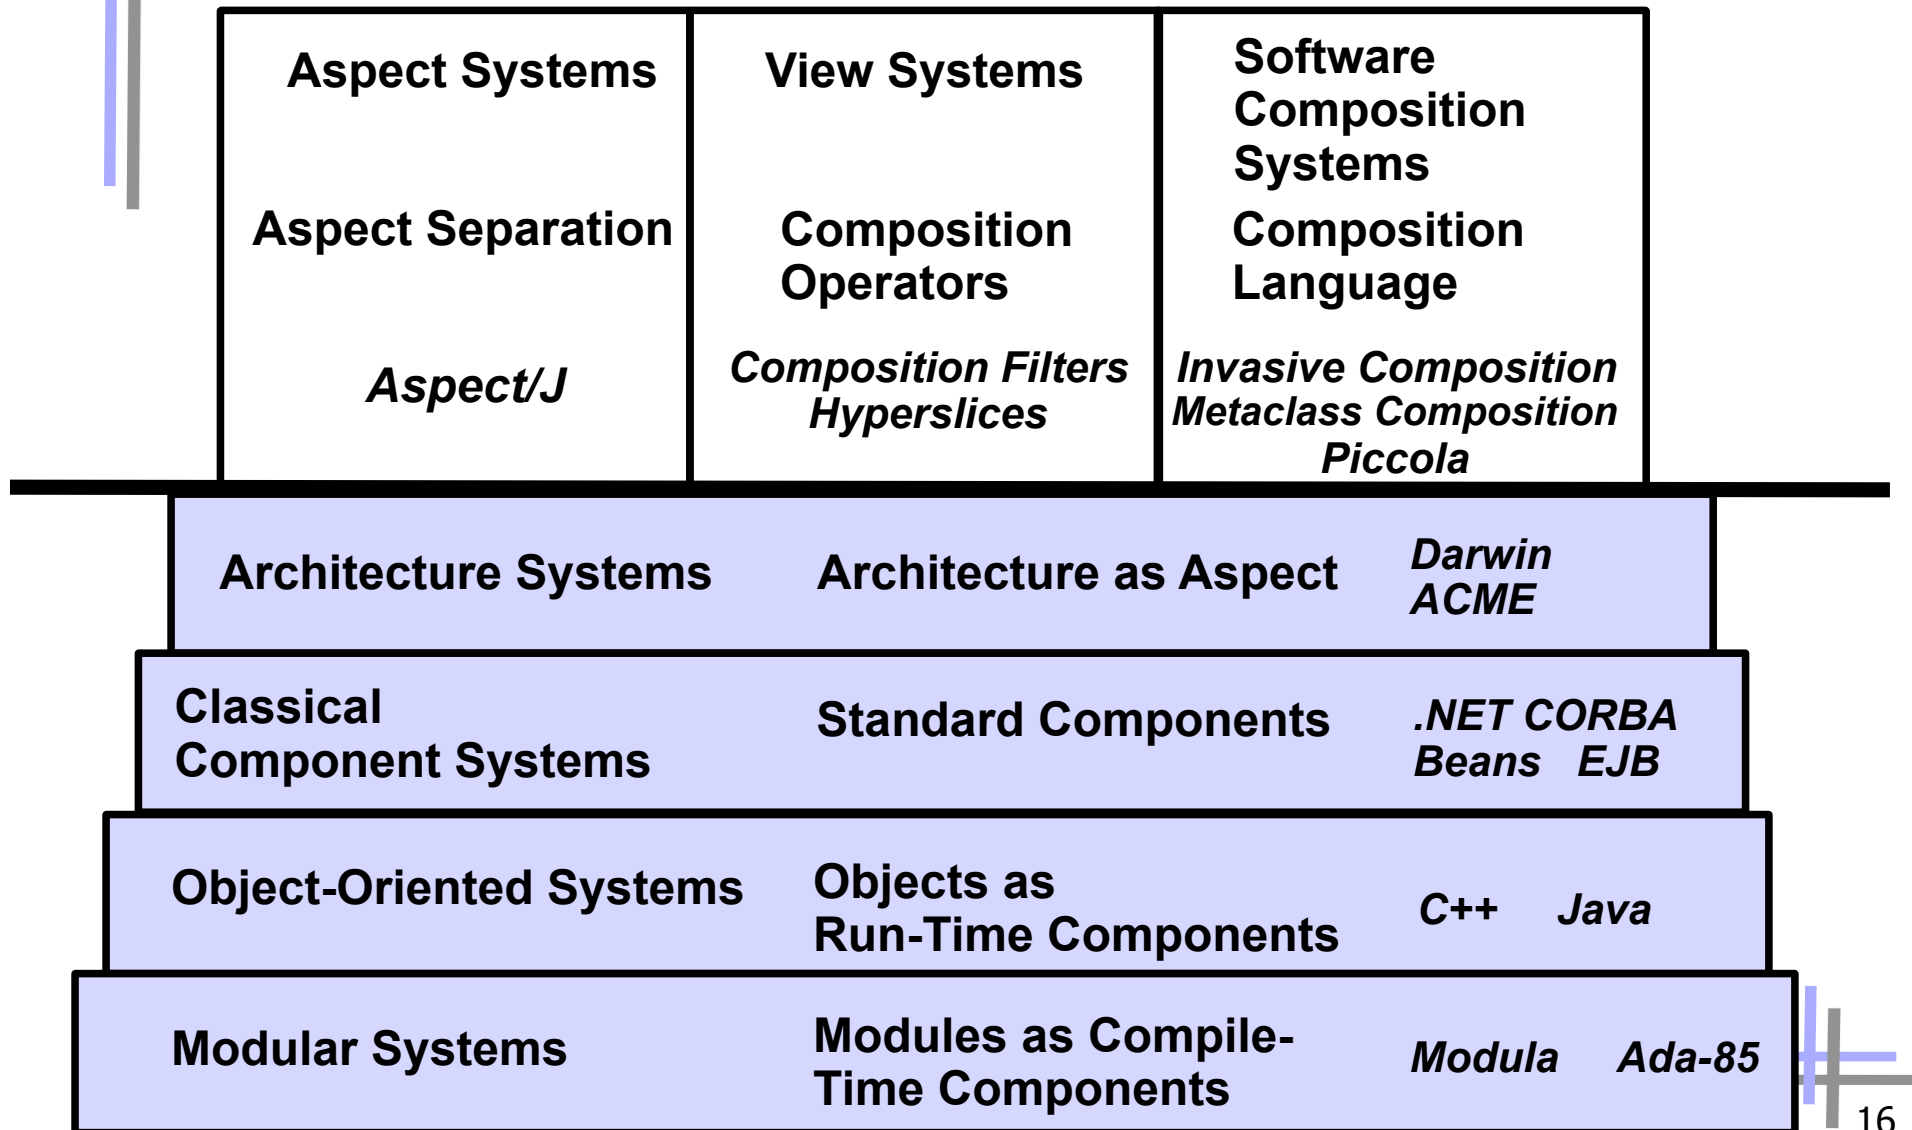 Aspect Systems
Aspect Separation
Aspect/J
View Systems
Composition
Operators
Composition Filters
Hyperslices
Software
Composition
Systems
Composition
Language
Invasive Composition
Metaclass Composition
Piccola
Architecture Systems
Architecture as Aspect
Darwin
ACME
Classical
Component Systems
Standard Components
.NET CORBA
Beans EJB
Object-Oriented Systems
Objects as
Run-Time Components
C++ Java
Modular Systems
Modules as Compile-
Time Components
Modula Ada-85
16